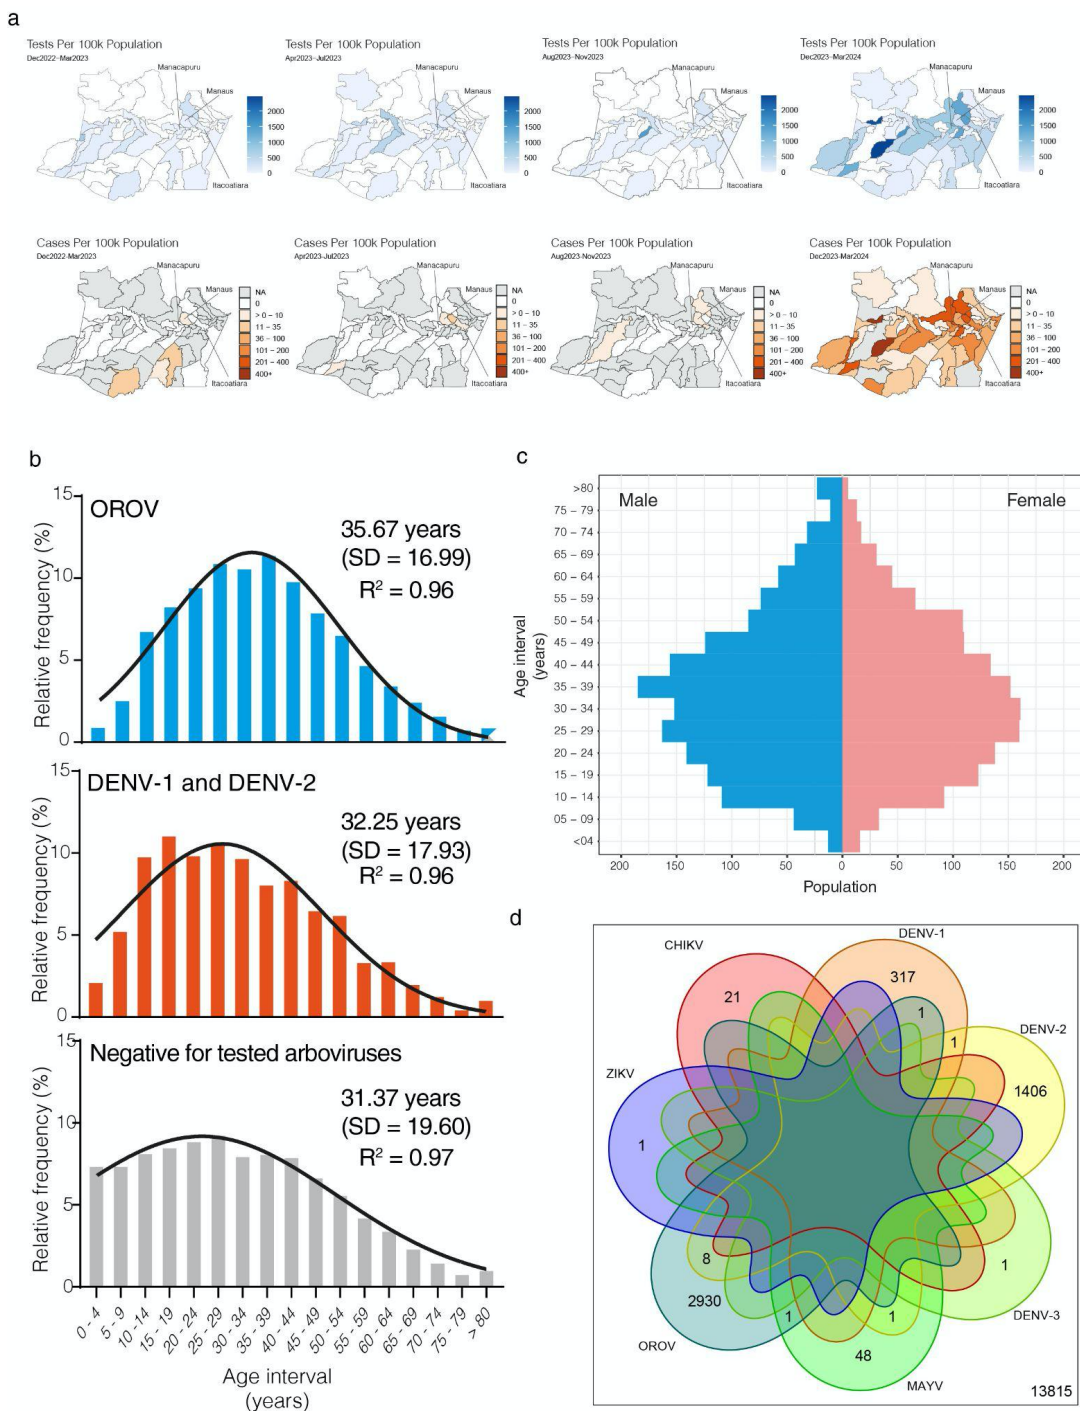 a
Tests Per 100k Population
Dec2022-Mar2023
Manacapuru
Manaus
2000
1500
1000
500
0
Itacoatiara
Tests Per 100k Population
Apr2023-Jul2023
Manacapuru
Manaus
2000
1500
1000
500
0
Itacoatiara
Tests Per 100k Population
Aug2023-Nov2023
Manacapuru
Manaus
2000
1500
1000
500
0
Itacoatiara
Tests Per 100k Population
Dec2023-Mar2024
Manacapuru
Manaus
2000
1500
1000
500
0
Itacoatiara
Cases Per 100k Population
Dec2022-Mar2023
Manacapuru
Manaus
NA
0
> 0 – 10
11 – 35
36 – 100
101 – 200
201 – 400
400+
Itacoatiara
Cases Per 100k Population
Apr2023-Jul2023
Manacapuru
Manaus
NA
0
> 0 – 10
11 – 35
36 – 100
101 – 200
201 – 400
400+
Itacoatiara
Cases Per 100k Population
Aug2023-Nov2023
Manacapuru
Manaus
NA
0
> 0 – 10
11 – 35
36 – 100
101 – 200
201 – 400
400+
Itacoatiara
Cases Per 100k Population
Dec2023-Mar2024
Manacapuru
Manaus
NA
0
> 0 – 10
11 – 35
36 – 100
101 – 200
201 – 400
400+
Itacoatiara
b
OROV
35.67 years
(SD = 16.99)
R² = 0.96
Relative frequency (%)
15
10
5
0
DENV-1 and DENV-2
32.25 years
(SD = 17.93)
R² = 0.96
Relative frequency (%)
15
10
5
0
Negative for tested arboviruses
31.37 years
(SD = 19.60)
R² = 0.97
Relative frequency (%)
15
10
5
0
0 - 4
5 - 9
10 - 14
15 - 19
20 - 24
25 - 29
30 - 34
35 - 39
40 - 44
45 - 49
50 - 54
55 - 59
60 - 64
65 - 69
70 - 74
75 - 79
> 80
Age interval
(years)
c
Male
Female
Age interval
(years)
>80
75 – 79
70 – 74
65 – 69
60 – 64
55 – 59
50 – 54
45 – 49
40 – 44
35 – 39
30 – 34
25 – 29
20 – 24
15 – 19
10 – 14
05 – 09
<04
200
150
100
50
0
50
100
150
200
Population
d
CHIKV
DENV-1
DENV-2
ZIKV
DENV-3
OROV
MAYV
21
317
1
1
1406
1
1
8
2930
1
1
48
13815